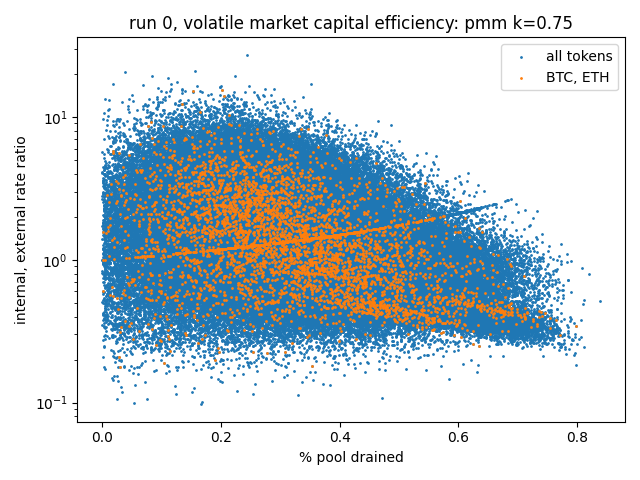 run 0, volatile market capital efficiency: pmm k=0.75
all tokens
BTC, ETH
internal, external rate ratio
10¹
10⁰
10⁻¹
0.0 0.2 0.4 0.6 0.8
% pool drained